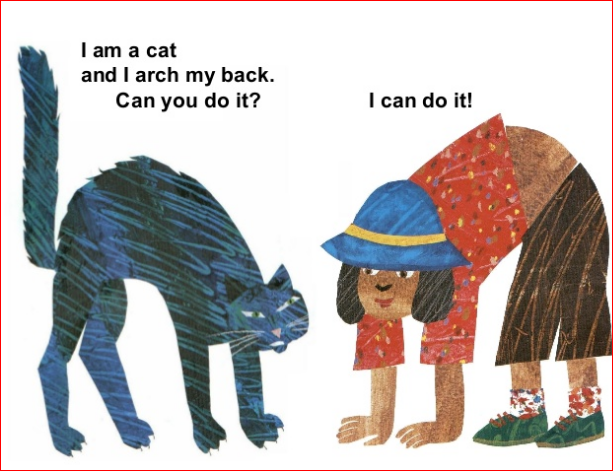 I am a cat
and I arch my back.
Can you do it?
I can do it!